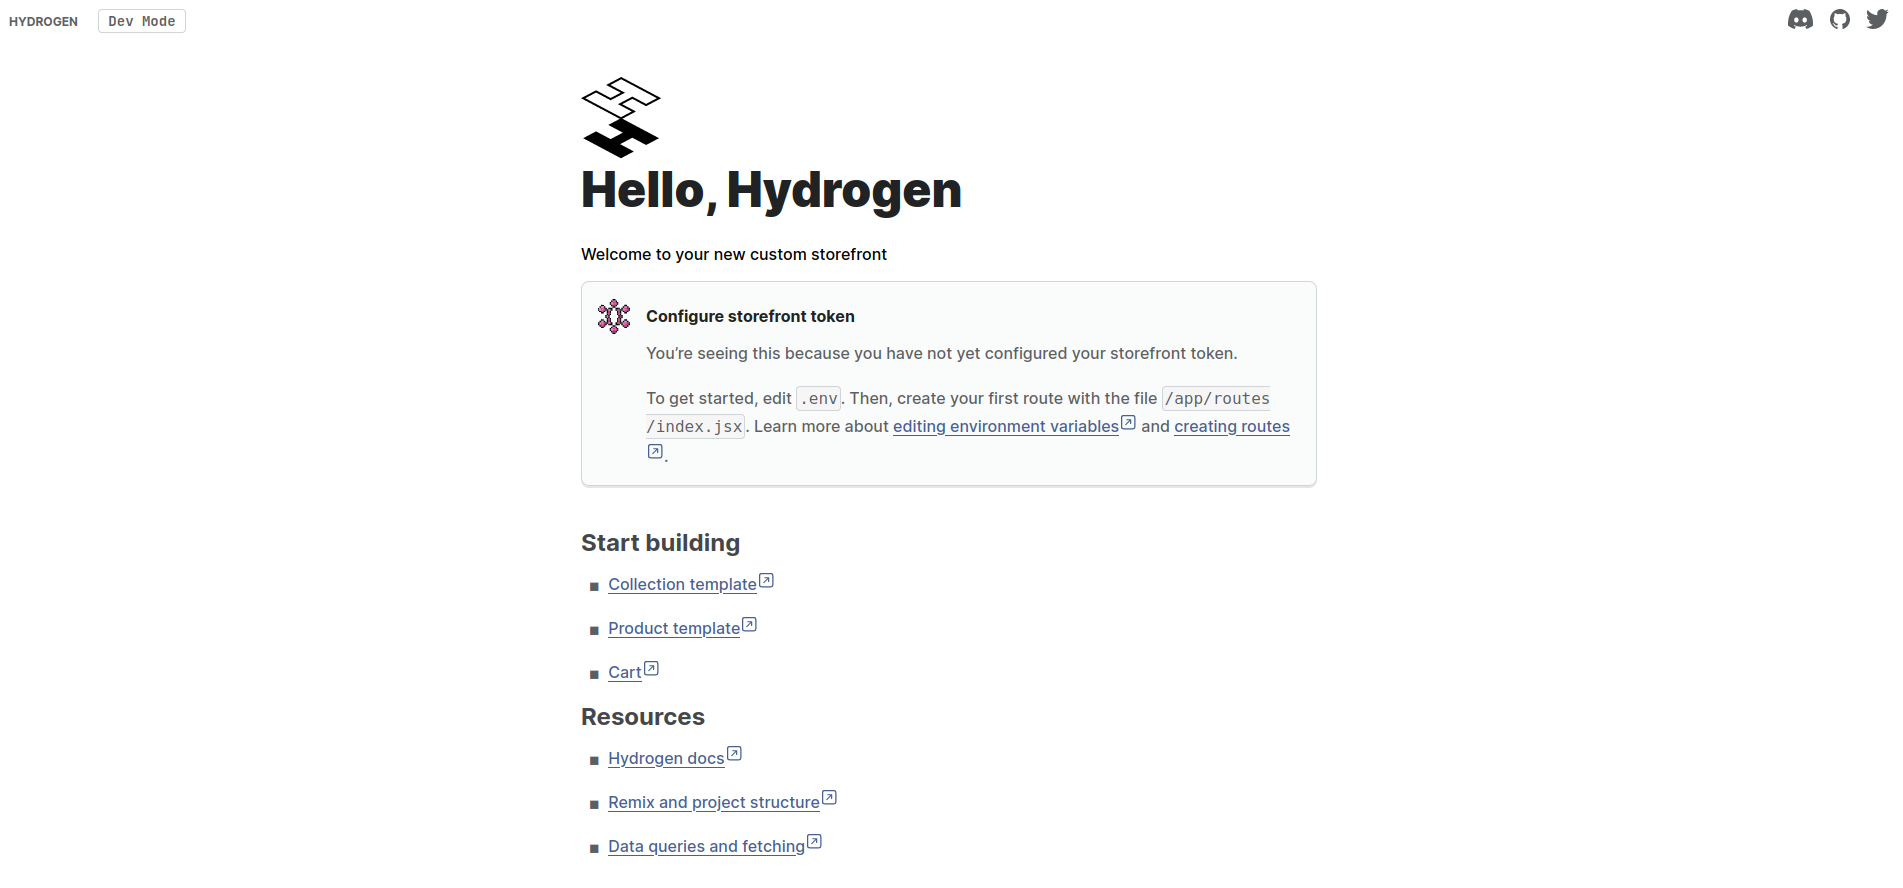 HYDROGEN Dev Mode
Hello, Hydrogen
Welcome to your new custom storefront
Configure storefront token
You’re seeing this because you have not yet configured your storefront token.
To get started, edit .env. Then, create your first route with the file /app/routes
/index.jsx. Learn more about editing environment variables and creating routes
.
Start building
Collection template
Product template
Cart
Resources
Hydrogen docs
Remix and project structure
Data queries and fetching